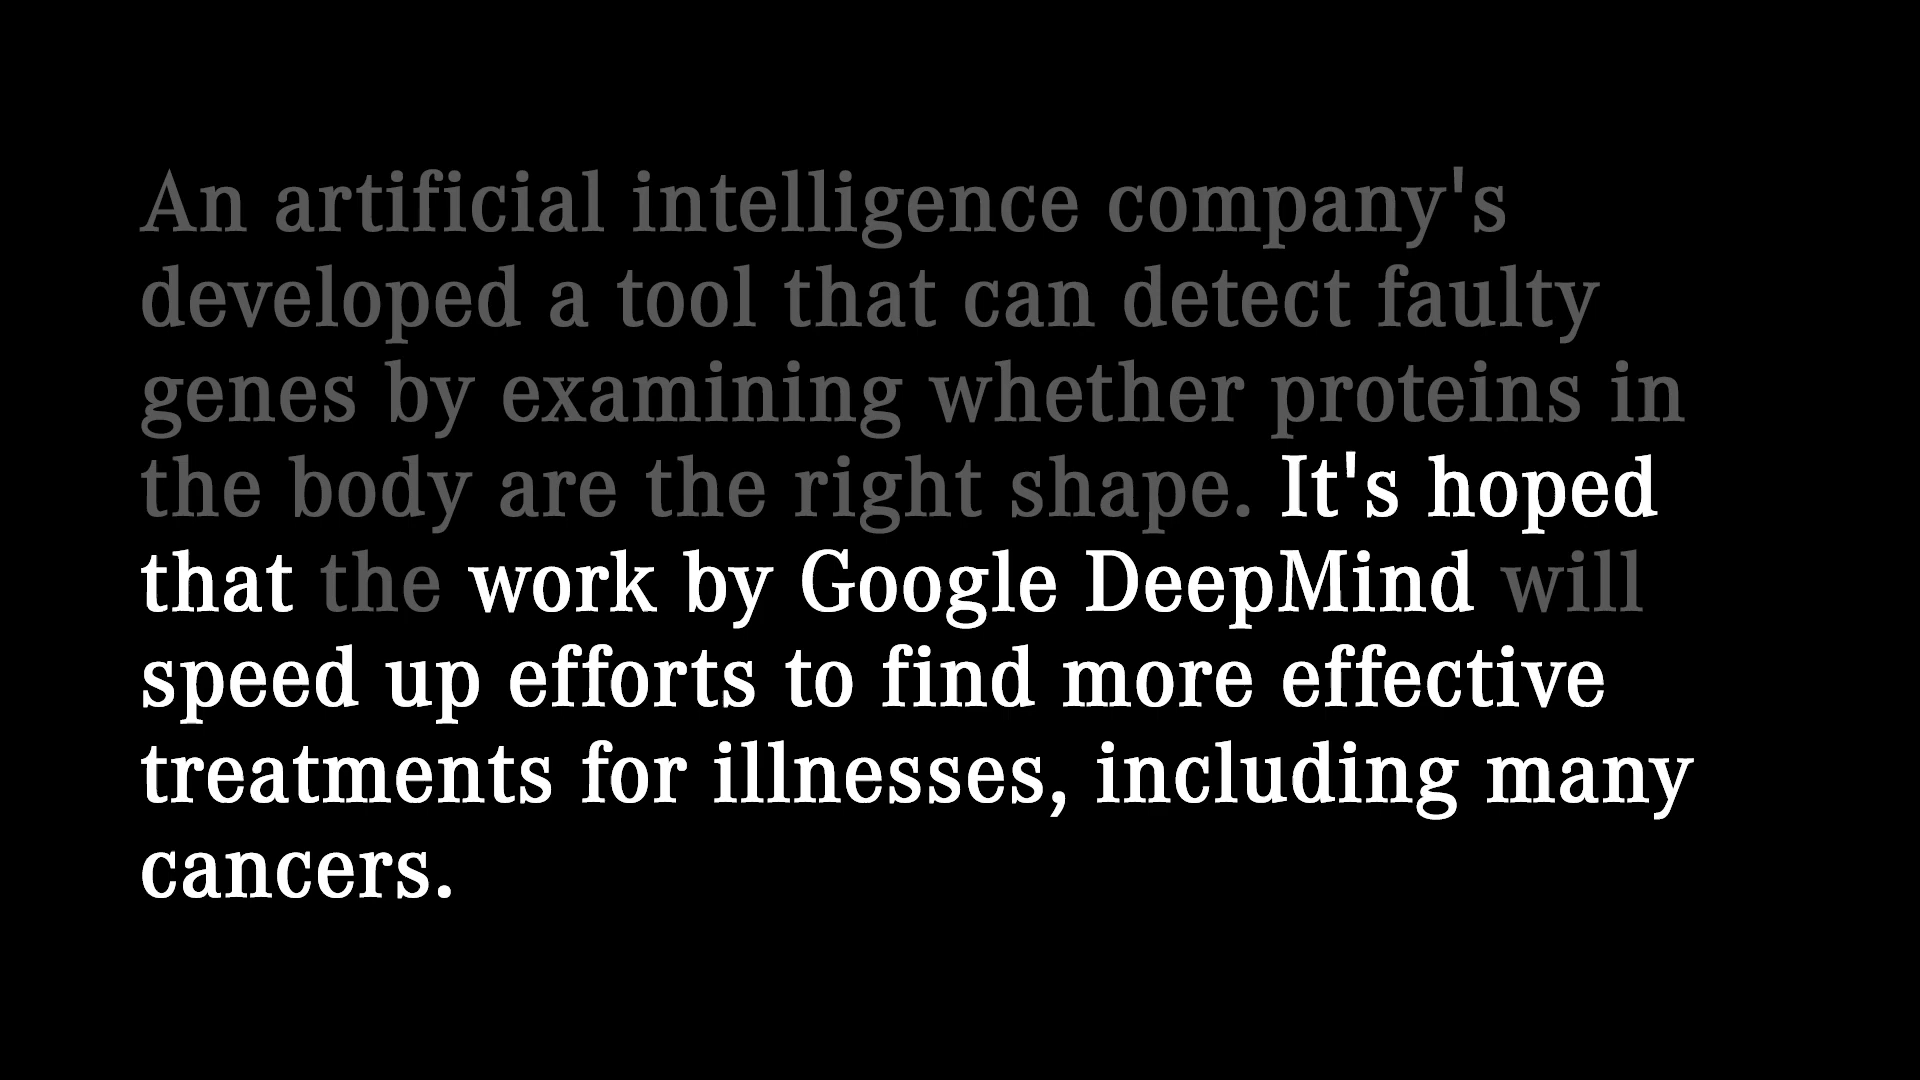 An artificial intelligence company's
developed a tool that can detect faulty
genes by examining whether proteins in
the body are the right shape. It's hoped
that the work by Google DeepMind will
speed up efforts to find more effective
treatments for illnesses, including many
cancers.